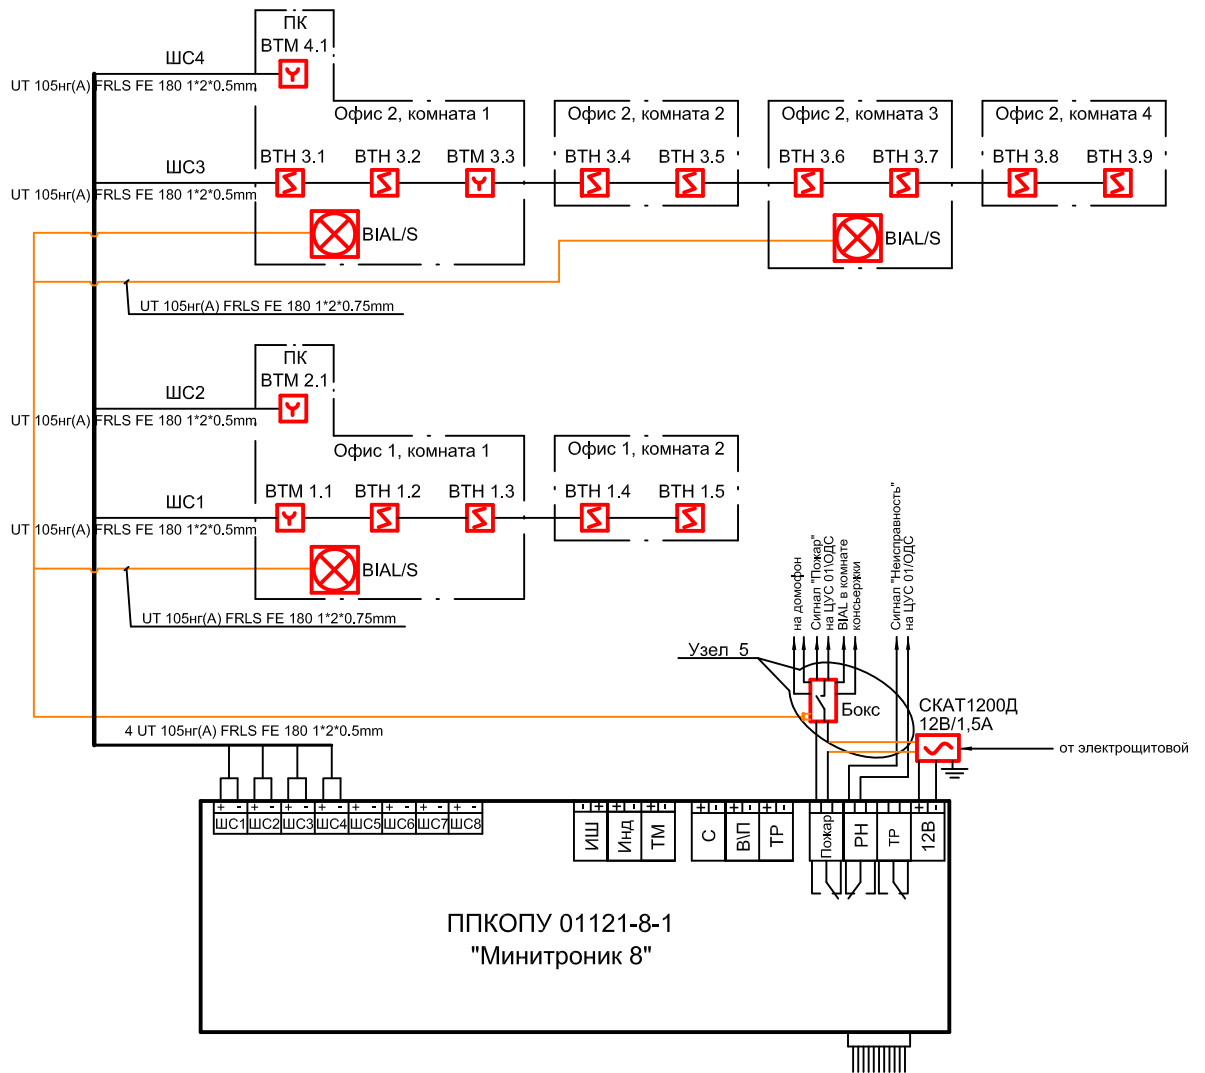 ПК
ВТМ 4.1
ШС4
UT 105нг(А) FRLS FE 180 1*2*0.5mm
Офис 2, комната 1
Офис 2, комната 2
Офис 2, комната 3
Офис 2, комната 4
ВТН 3.1
ВТН 3.2
ВТМ 3.3
ВТН 3.4
ВТН 3.5
ВТН 3.6
ВТН 3.7
ВТН 3.8
ВТН 3.9
ШС3
UT 105нг(А) FRLS FE 180 1*2*0.5mm
BIAL/S
BIAL/S
UT 105нг(А) FRLS FE 180 1*2*0.75mm
ПК
ВТМ 2.1
ШС2
UT 105нг(А) FRLS FE 180 1*2*0.5mm
Офис 1, комната 1
Офис 1, комната 2
ВТМ 1.1
ВТН 1.2
ВТН 1.3
ВТН 1.4
ВТН 1.5
ШС1
UT 105нг(А) FRLS FE 180 1*2*0.5mm
BIAL/S
UT 105нг(А) FRLS FE 180 1*2*0.75mm
на домофон
Сигнал "Пожар"
на ЦУС 01\ОДС
BIAL в комнате
консьержки
Сигнал "Неисправность"
на ЦУС 01/ОДС
Узел 5
Бокс
СКАТ1200Д
12В/1,5А
от электрощитовой
4 UT 105нг(А) FRLS FE 180 1*2*0.5mm
+ - + - + - + - + - + - + - + -
ШС1 ШС2 ШС3 ШС4 ШС5 ШС6 ШС7 ШС8
- + + - + -
ИШ Инд ТМ
+ - + - + -
С В\П ТР
+ -
Пожар РН ТР 12В
ППКОПУ 01121-8-1
"Минитроник 8"